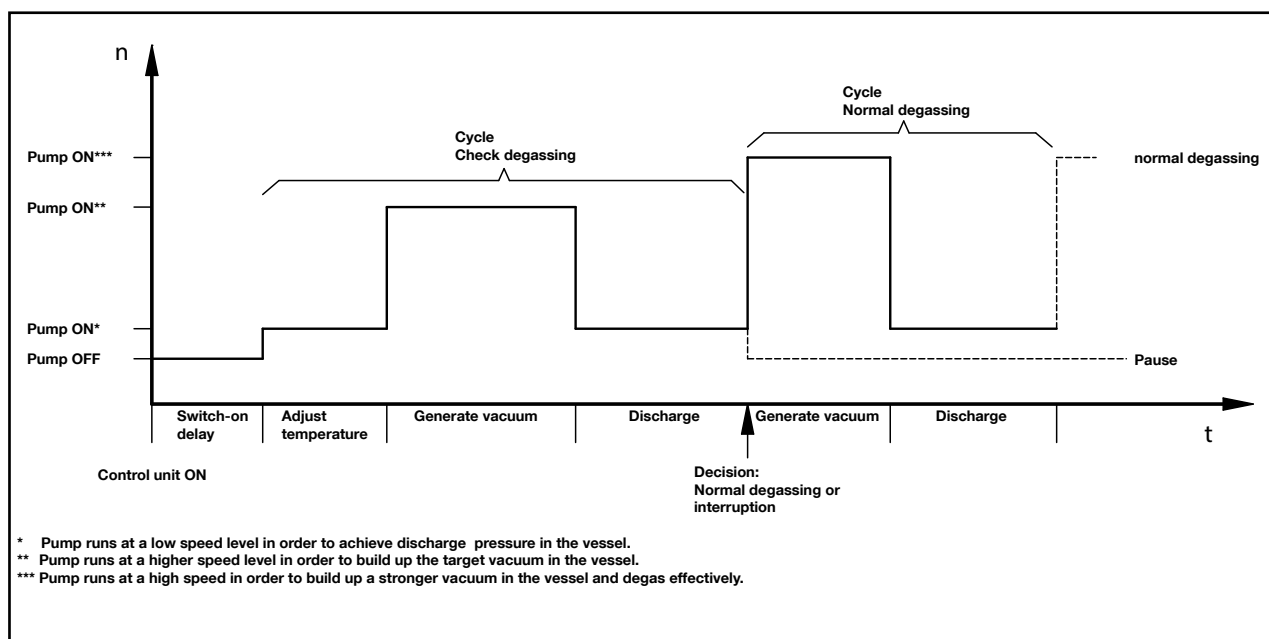 n
Cycle
Normal degassing
Cycle
Check degassing
Pump ON***
normal degassing
Pump ON**
Pump ON*
Pump OFF
Pause
Switch-on
delay
Adjust
temperature
Generate vacuum
Discharge
Generate vacuum
Discharge
t
Control unit ON
Decision:
Normal degassing or
interruption
* Pump runs at a low speed level in order to achieve discharge pressure in the vessel.
** Pump runs at a higher speed level in order to build up the target vacuum in the vessel.
*** Pump runs at a high speed in order to build up a stronger vacuum in the vessel and degas effectively.